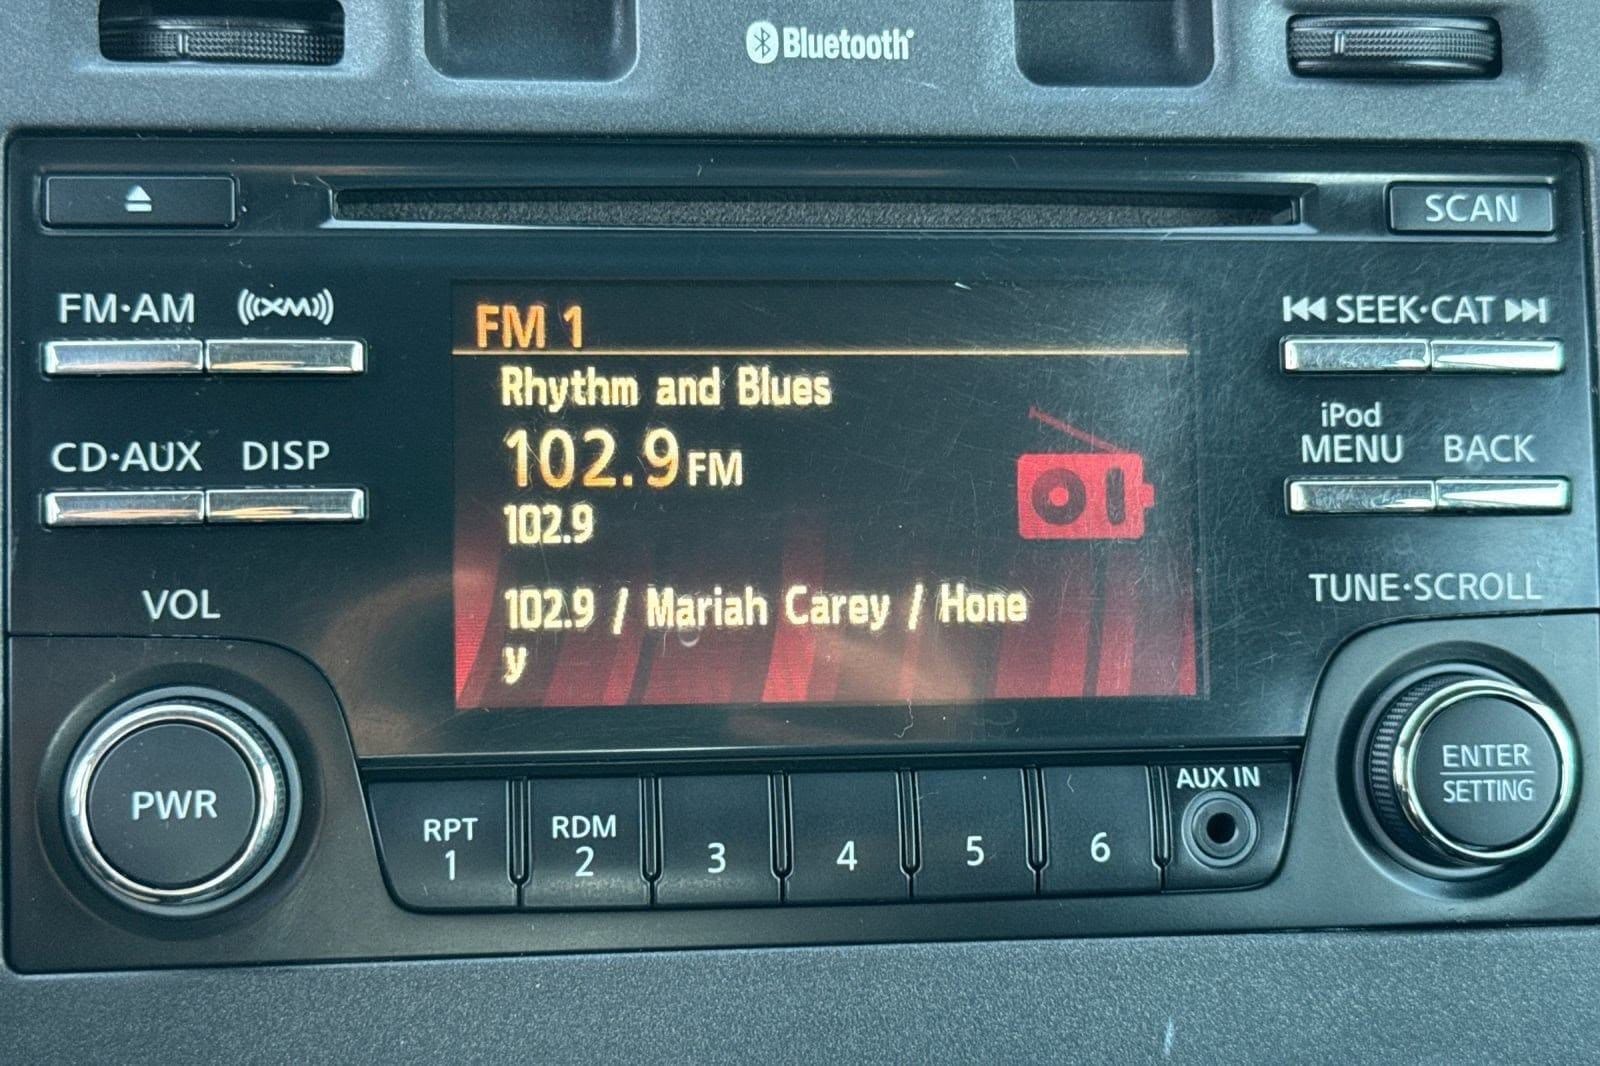 Bluetooth®
SCAN
FM·AM
XM
SEEK·CAT
FM 1
Rhythm and Blues
102.9 FM
102.9
102.9 / Mariah Carey / Hone
y
CD·AUX DISP
iPod
MENU BACK
VOL
TUNE·SCROLL
PWR
ENTER
SETTING
RPT
1
RDM
2
3
4
5
6
AUX IN